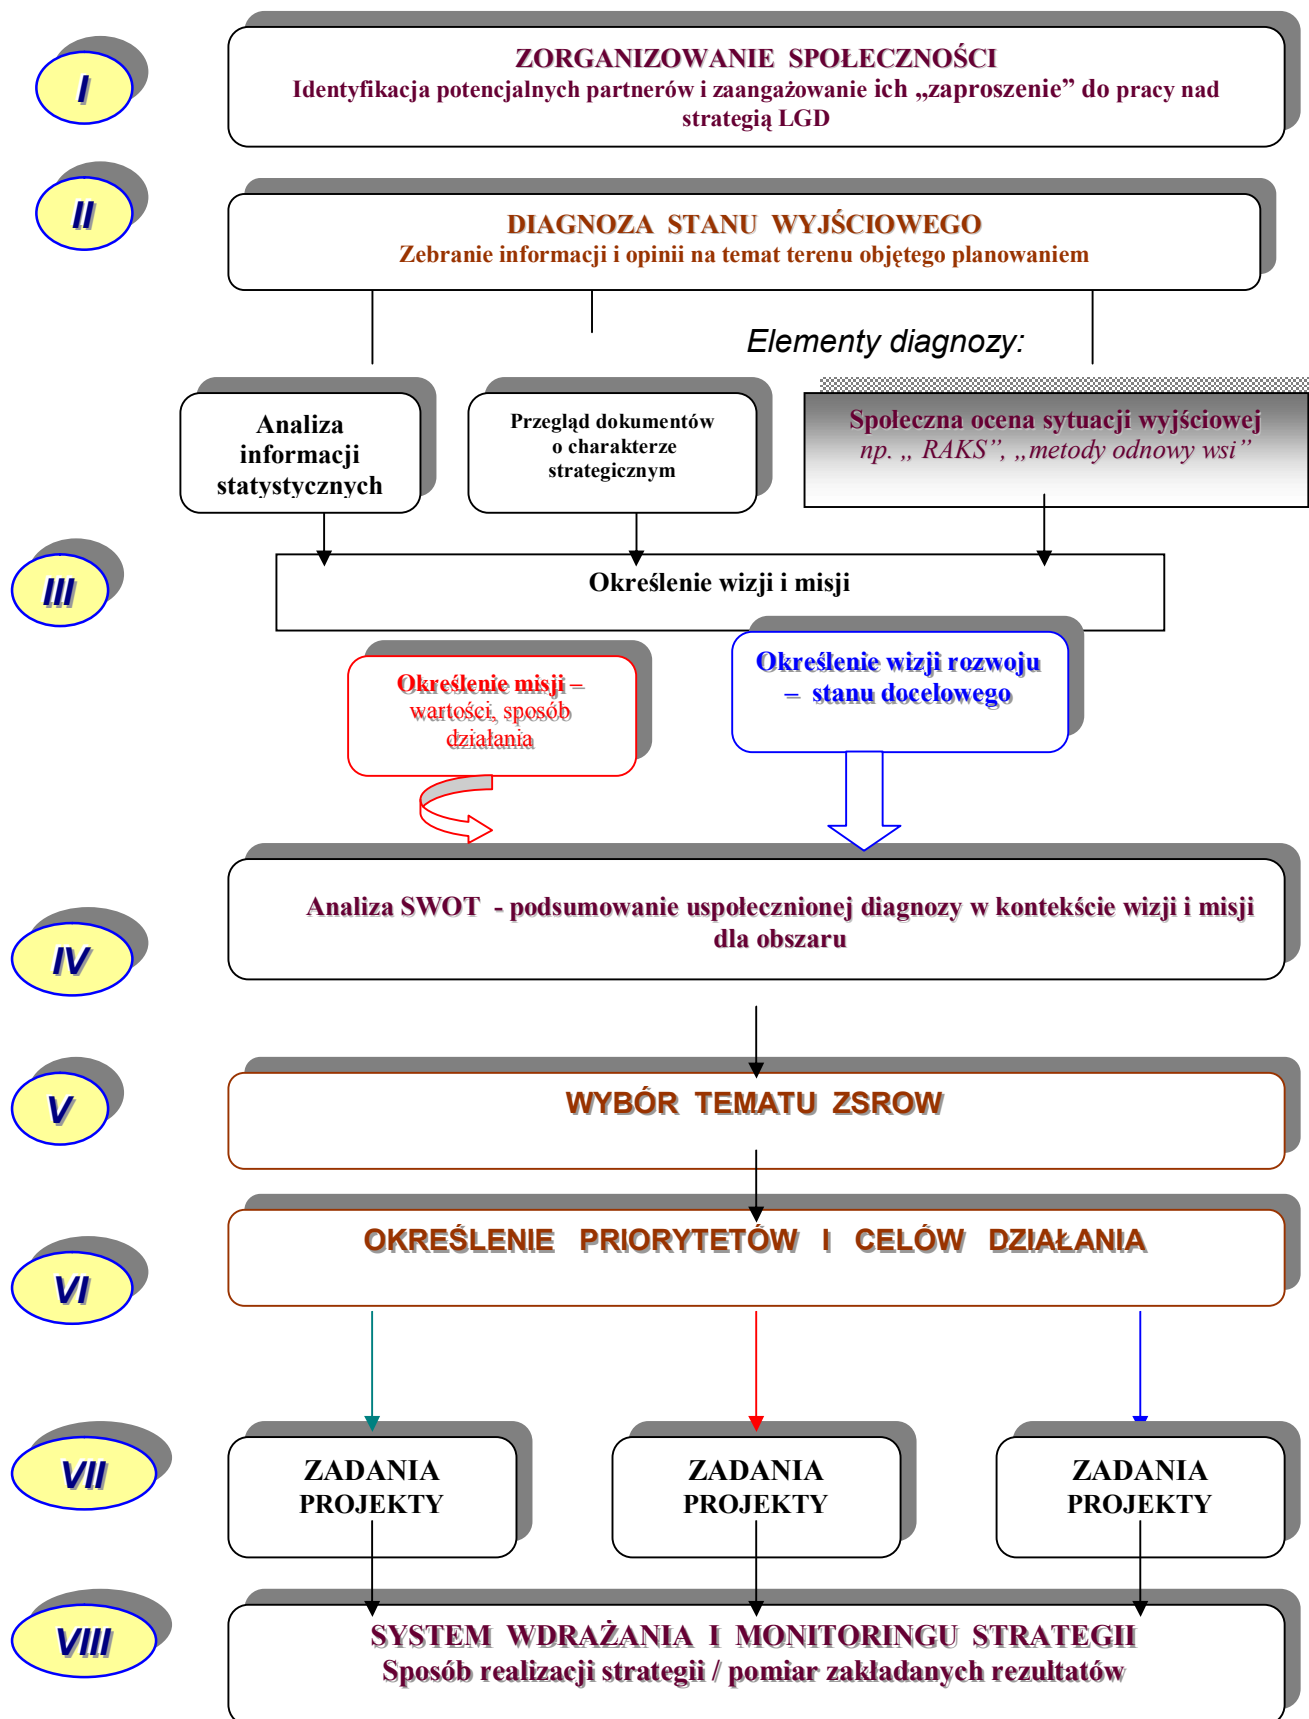 I
ZORGANIZOWANIE SPOŁECZNOŚCI
Identyfikacja potencjalnych partnerów i zaangażowanie ich „zaproszenie” do pracy nad
strategią LGD
II
DIAGNOZA STANU WYJŚCIOWEGO
Zebranie informacji i opinii na temat terenu objętego planowaniem
Elementy diagnozy:
Analiza
informacji
statystycznych
Przegląd dokumentów
o charakterze
strategicznym
Społeczna ocena sytuacji wyjściowej
np. „ RAKS”, „metody odnowy wsi”
III
Określenie wizji i misji
Określenie misji –
wartości, sposób
działania
Określenie wizji rozwoju
– stanu docelowego
IV
Analiza SWOT - podsumowanie uspołecznionej diagnozy w kontekście wizji i misji
dla obszaru
V
WYBÓR TEMATU ZSROW
VI
OKREŚLENIE PRIORYTETÓW I CELÓW DZIAŁANIA
VII
ZADANIA
PROJEKTY
ZADANIA
PROJEKTY
ZADANIA
PROJEKTY
VIII
SYSTEM WDRAŻANIA I MONITORINGU STRATEGII
Sposób realizacji strategii / pomiar zakładanych rezultatów